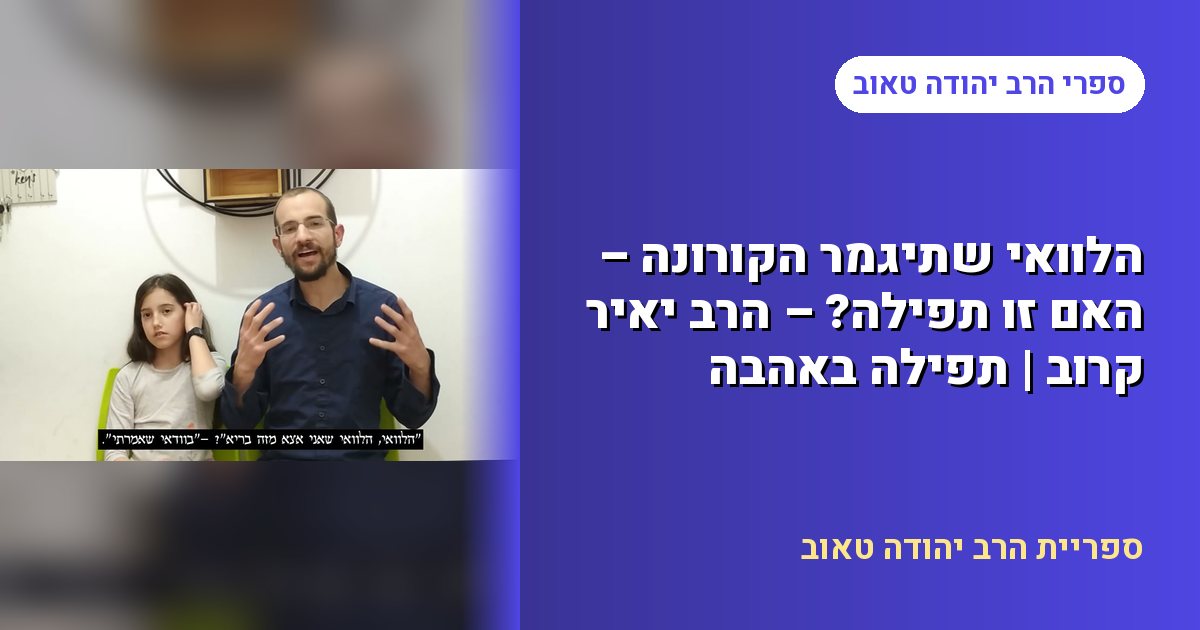 ספרי הרב יהודה טאוב
הלוואי שתיגמר הקורונה –
האם זו תפילה? – הרב יאיר
קרוב | תפילה באהבה
ספריית הרב יהודה טאוב
keys
"הלוואי, הלוואי שאני אצא מזה בריא"? –"בוודאי שאמרתי".